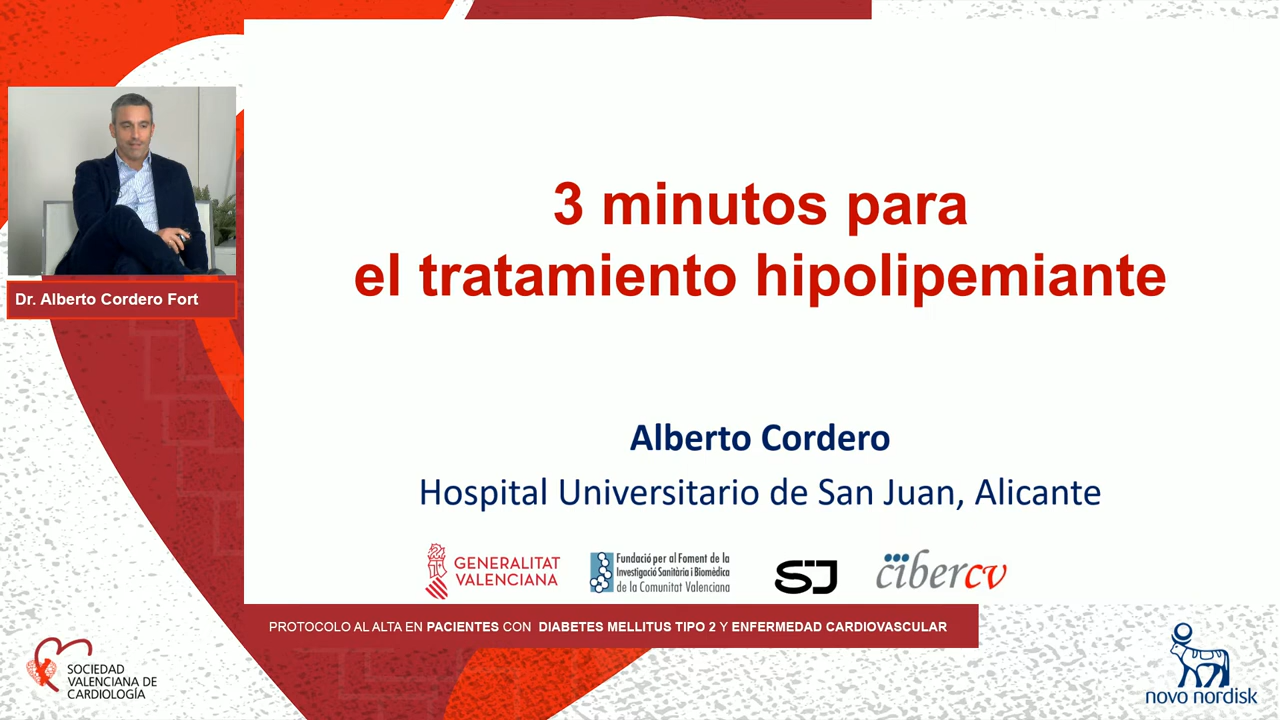 3 minutos para
el tratamiento hipolipemiante
Dr. Alberto Cordero Fort
Alberto Cordero
Hospital Universitario de San Juan, Alicante
GENERALITAT
VALENCIANA
Fundació per al Foment de la
Investigació Sanitària i Biomèdica
de la Comunitat Valenciana
SJ
cibercv
PROTOCOLO AL ALTA EN PACIENTES CON DIABETES MELLITUS TIPO 2 Y ENFERMEDAD CARDIOVASCULAR
SOCIEDAD
VALENCIANA DE
CARDIOLOGÍA
novo nordisk